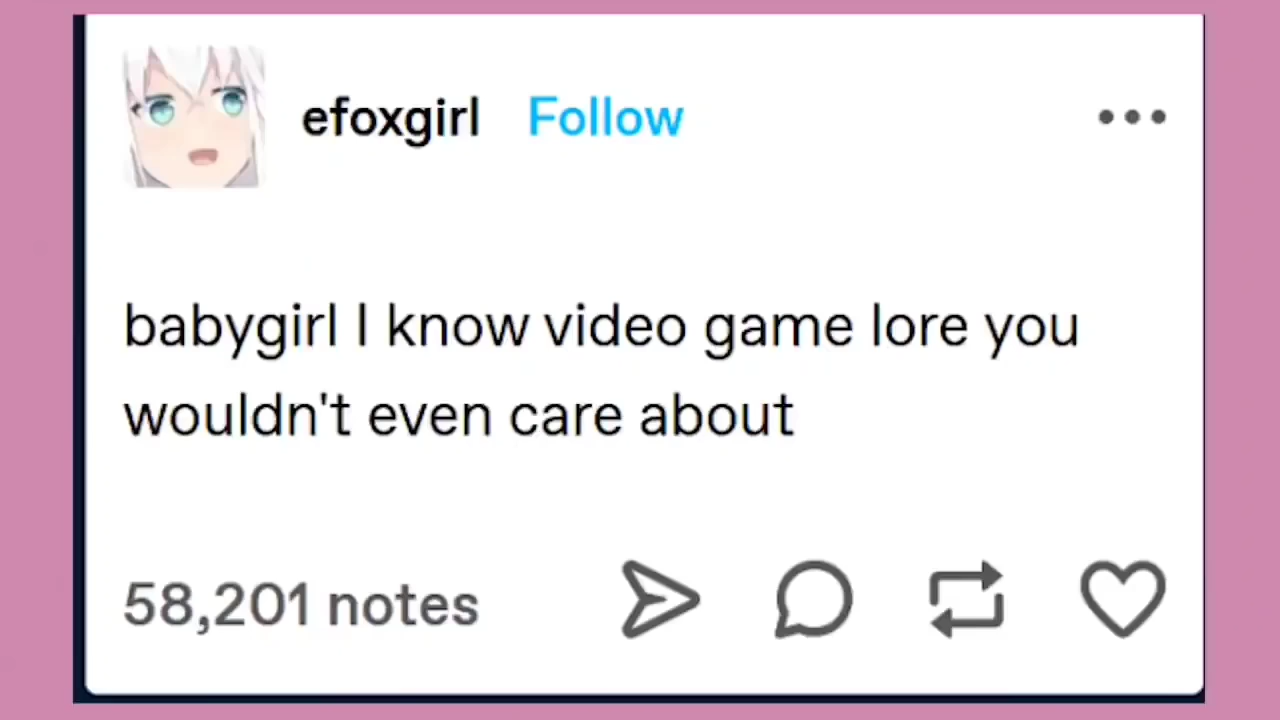 efoxgirl Follow
babygirl I know video game lore you
wouldn't even care about
58,201 notes